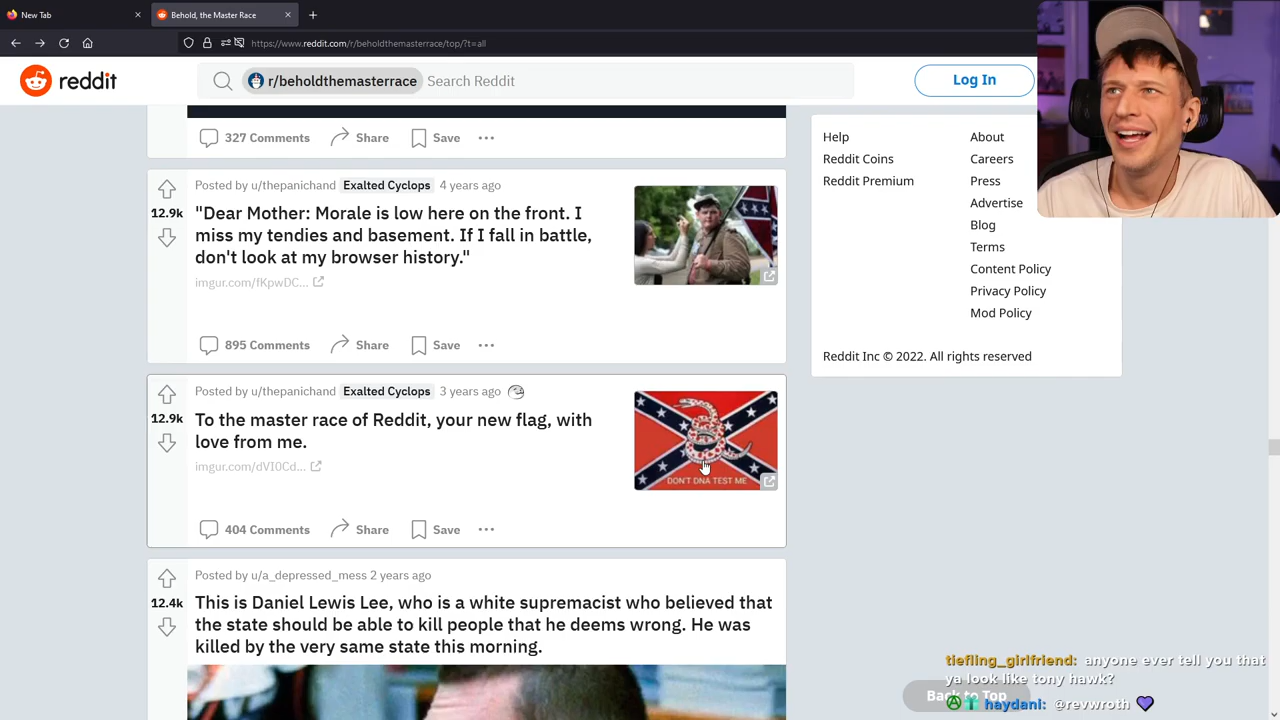 New Tab
Behold, the Master Race
https://www.reddit.com/r/beholdthemasterrace/top/?t=all
reddit
r/beholdthemasterrace Search Reddit
Log In
327 Comments Share Save
Posted by u/thepanichand Exalted Cyclops 4 years ago
12.9k
"Dear Mother: Morale is low here on the front. I
miss my tendies and basement. If I fall in battle,
don't look at my browser history."
imgur.com/fKpwDC...
895 Comments Share Save
Posted by u/thepanichand Exalted Cyclops 3 years ago
12.9k
To the master race of Reddit, your new flag, with
love from me.
imgur.com/dVI0Cd...
DON'T DNA TEST ME
404 Comments Share Save
Posted by u/a_depressed_mess 2 years ago
12.4k
This is Daniel Lewis Lee, who is a white supremacist who believed that
the state should be able to kill people that he deems wrong. He was
killed by the very same state this morning.
Help
Reddit Coins
Reddit Premium
About
Careers
Press
Advertise
Blog
Terms
Content Policy
Privacy Policy
Mod Policy
Reddit Inc © 2022. All rights reserved
Back to Top
tiefling_girlfriend: anyone ever tell you that
ya look like tony hawk?
haydanl: @revwroth